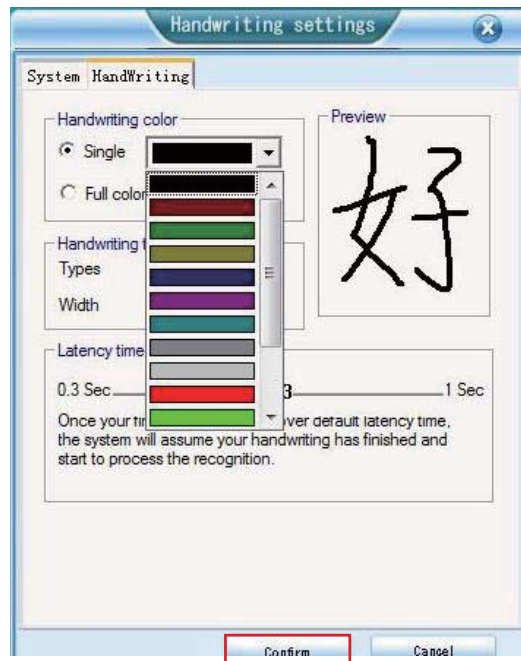 Handwriting settings
System HandWriting
Handwriting color
Single
Full color
Preview
好
Handwriting t
Types
Width
Latency time
0.3 Sec 3 1 Sec
Once your fi ver default latency time,
the system will assume your handwriting has finished and
start to process the recognition.
Confirm Cancel